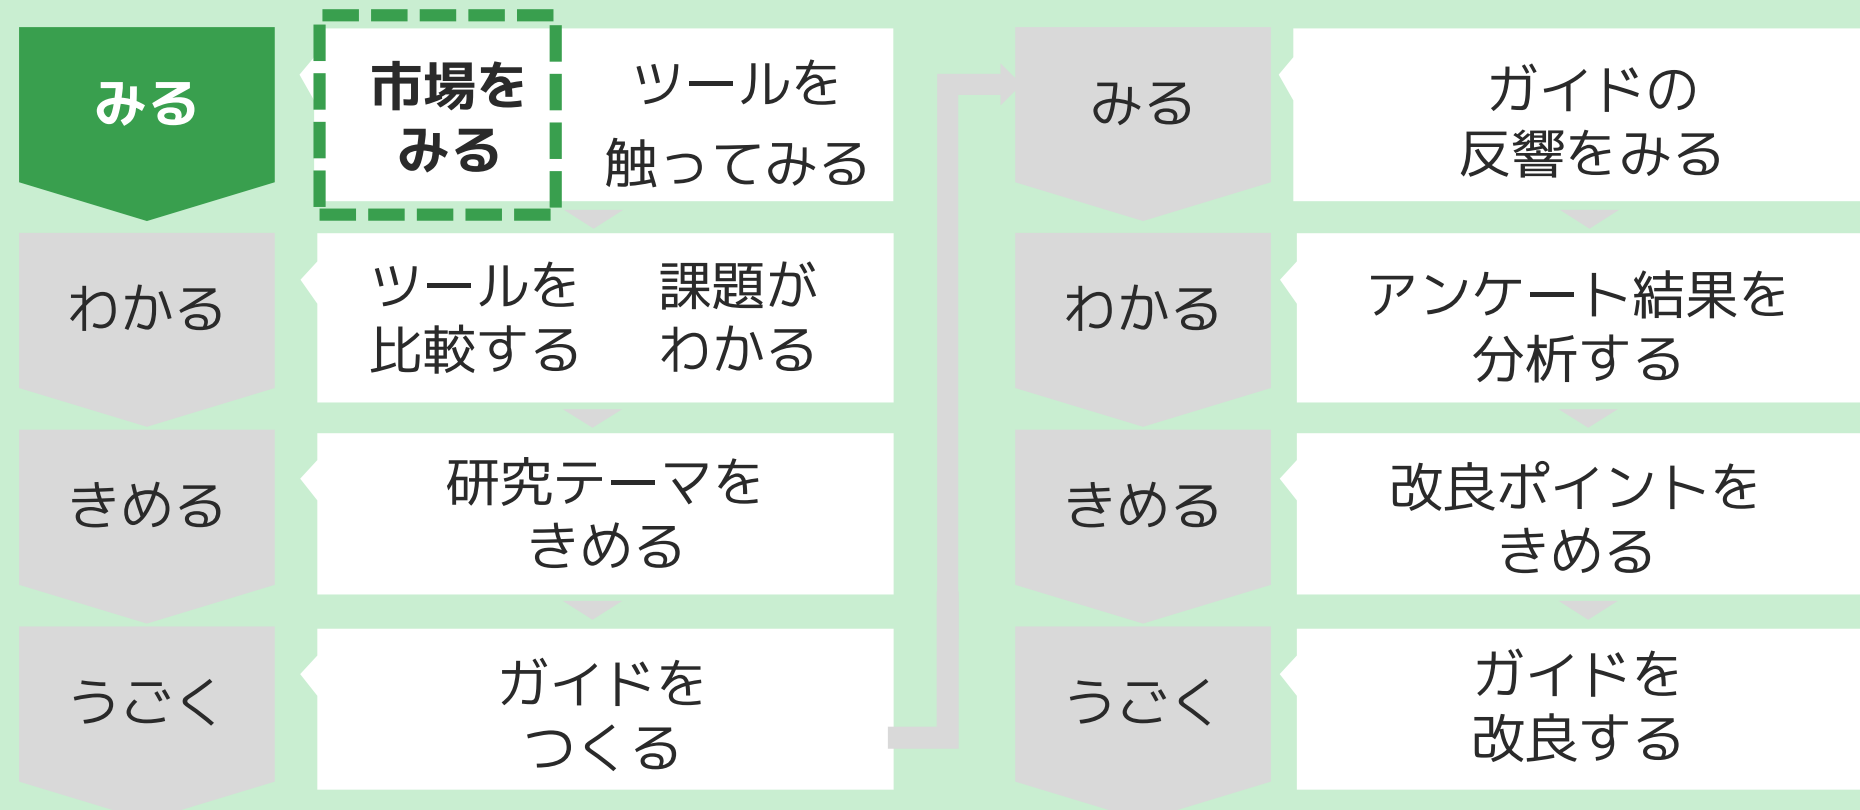 みる
市場を
みる
ツールを
触ってみる
わかる
ツールを
比較する
課題が
わかる
きめる
研究テーマを
きめる
うごく
ガイドを
つくる
みる
ガイドの
反響をみる
わかる
アンケート結果を
分析する
きめる
改良ポイントを
きめる
うごく
ガイドを
改良する